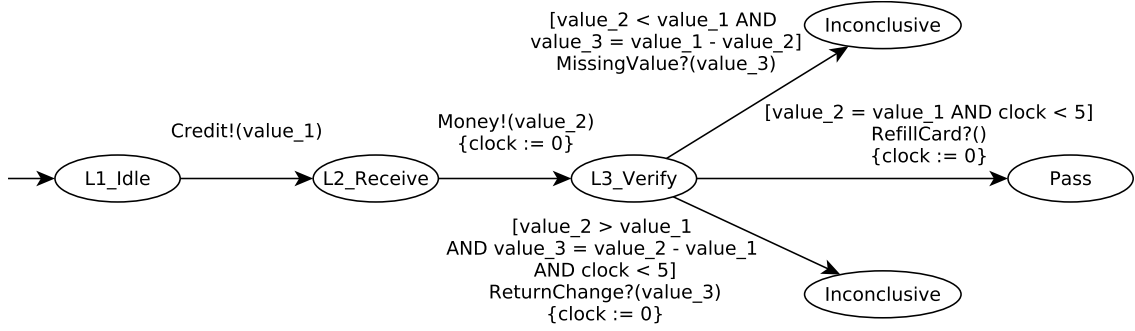 [value_2 < value_1 AND
value_3 = value_1 - value_2]
MissingValue?(value_3)
Inconclusive
Credit!(value_1)
Money!(value_2)
{clock := 0}
[value_2 = value_1 AND clock < 5]
RefillCard?()
{clock := 0}
L1_Idle
L2_Receive
L3_Verify
Pass
[value_2 > value_1
AND value_3 = value_2 - value_1
AND clock < 5]
ReturnChange?(value_3)
{clock := 0}
Inconclusive